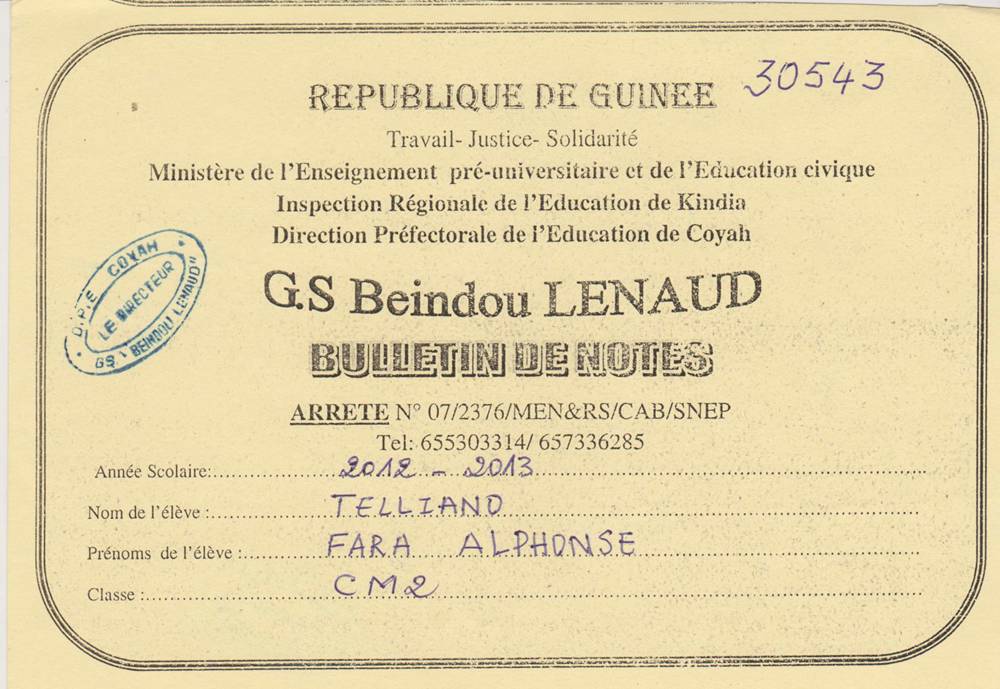 30543
REPUBLIQUE DE GUINEE
Travail- Justice- Solidarité
Ministère de l'Enseignement pré-universitaire et de l'Education civique
Inspection Régionale de l'Education de Kindia
Direction Préfectorale de l'Education de Coyah
D.P.E COYAH
LE DIRECTEUR
GS. "BEINDOU LENAUD"
G.S Beindou LENAUD
BULLETIN DE NOTES
ARRETE N° 07/2376/MEN&RS/CAB/SNEP
Tel: 655303314/ 657336285
Année Scolaire: 2012 - 2013
Nom de l'élève : TELLIANO
Prénoms de l'élève : FARA ALPHONSE
Classe : CM2